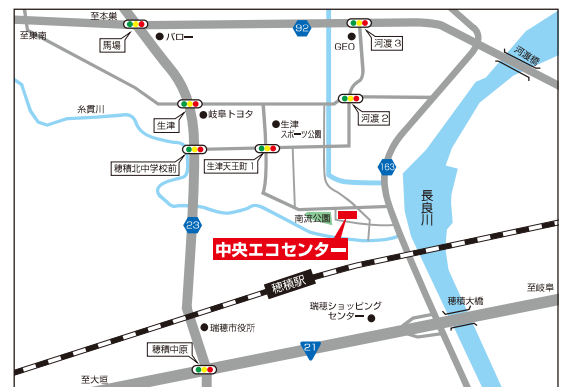 至本巣
至巣南
馬場
バロー
92
GEO
河渡3
河渡橋
糸貫川
生津
岐阜トヨタ
生津
スポーツ公園
河渡2
穂積北中学校前
生津天王町1
163
長良川
南流公園
23
中央エコセンター
穂積駅
瑞穂ショッピング
センター
穂積大橋
至岐阜
瑞穂市役所
21
穂積中原
至大垣